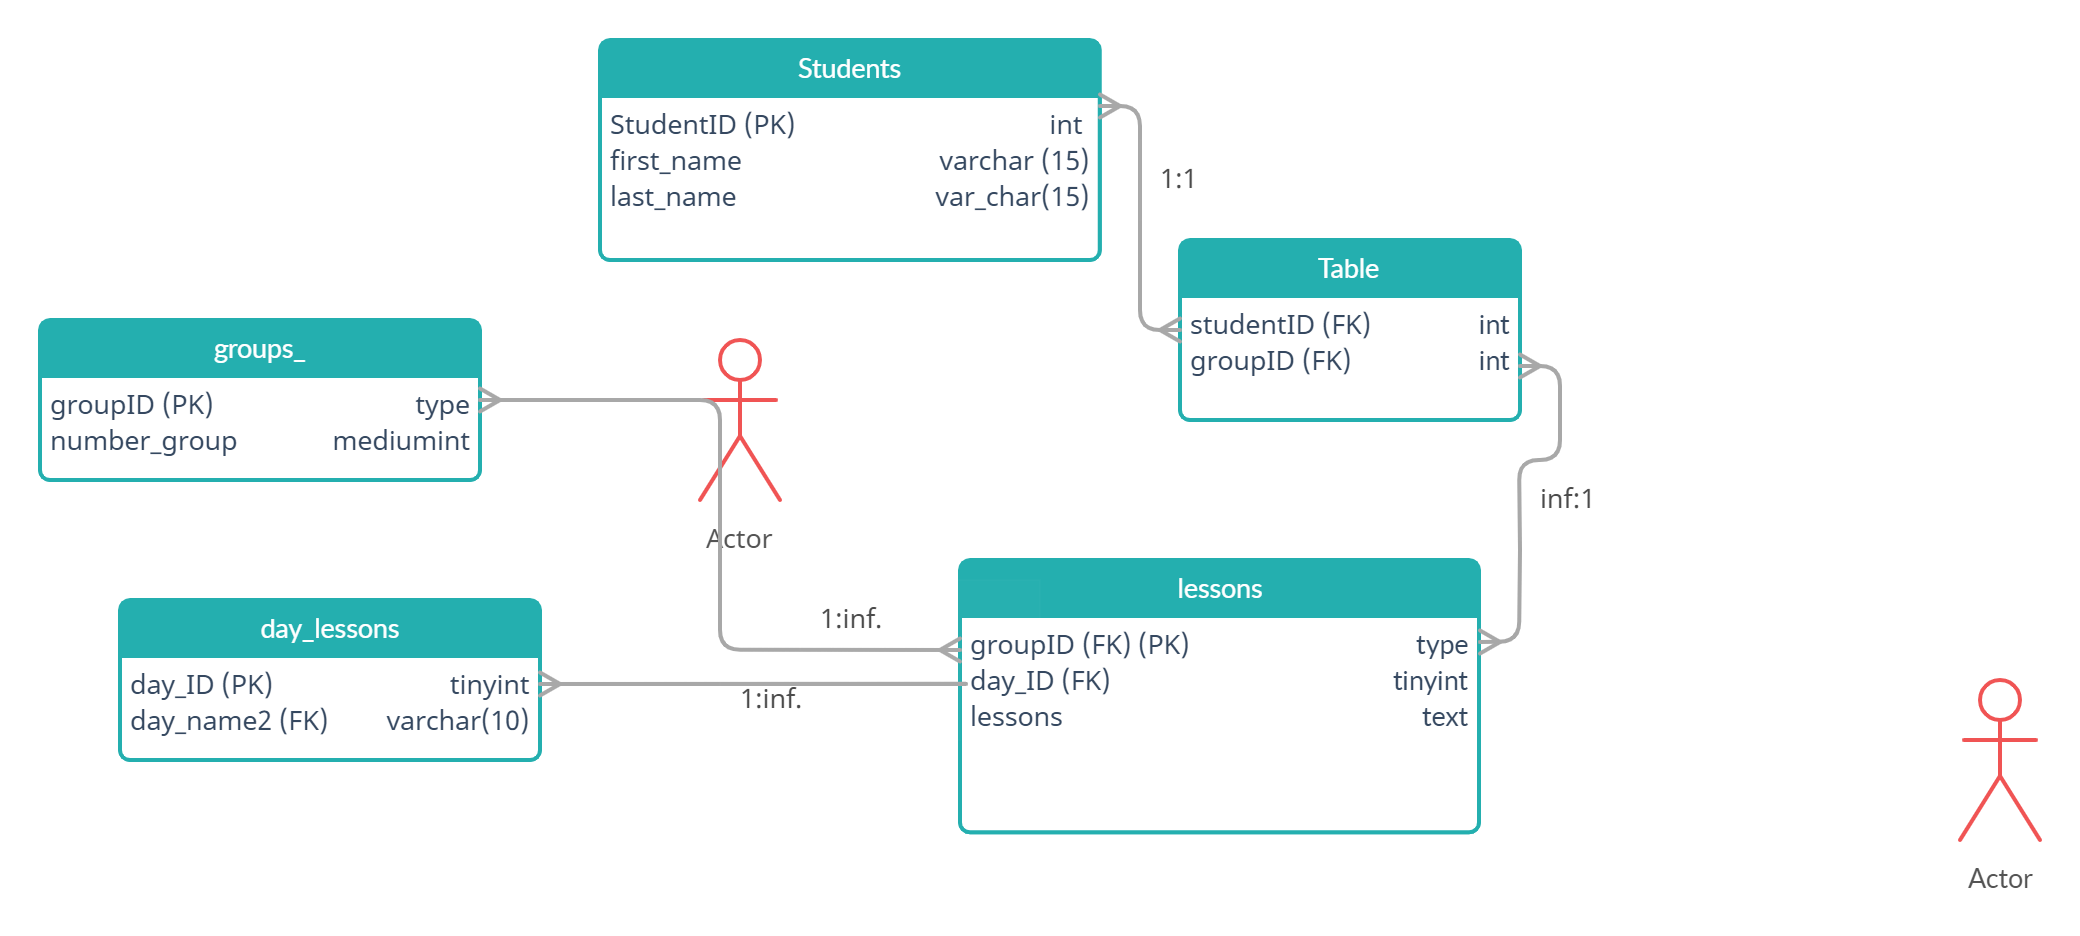 Students
StudentID (PK) int
first_name varchar (15)
last_name var_char(15)
1:1
Table
studentID (FK) int
groupID (FK) int
groups_
groupID (PK) type
number_group mediumint
Actor
inf:1
day_lessons
day_ID (PK) tinyint
day_name2 (FK) varchar(10)
1:inf.
1:inf.
lessons
groupID (FK) (PK) type
day_ID (FK) tinyint
lessons text
Actor